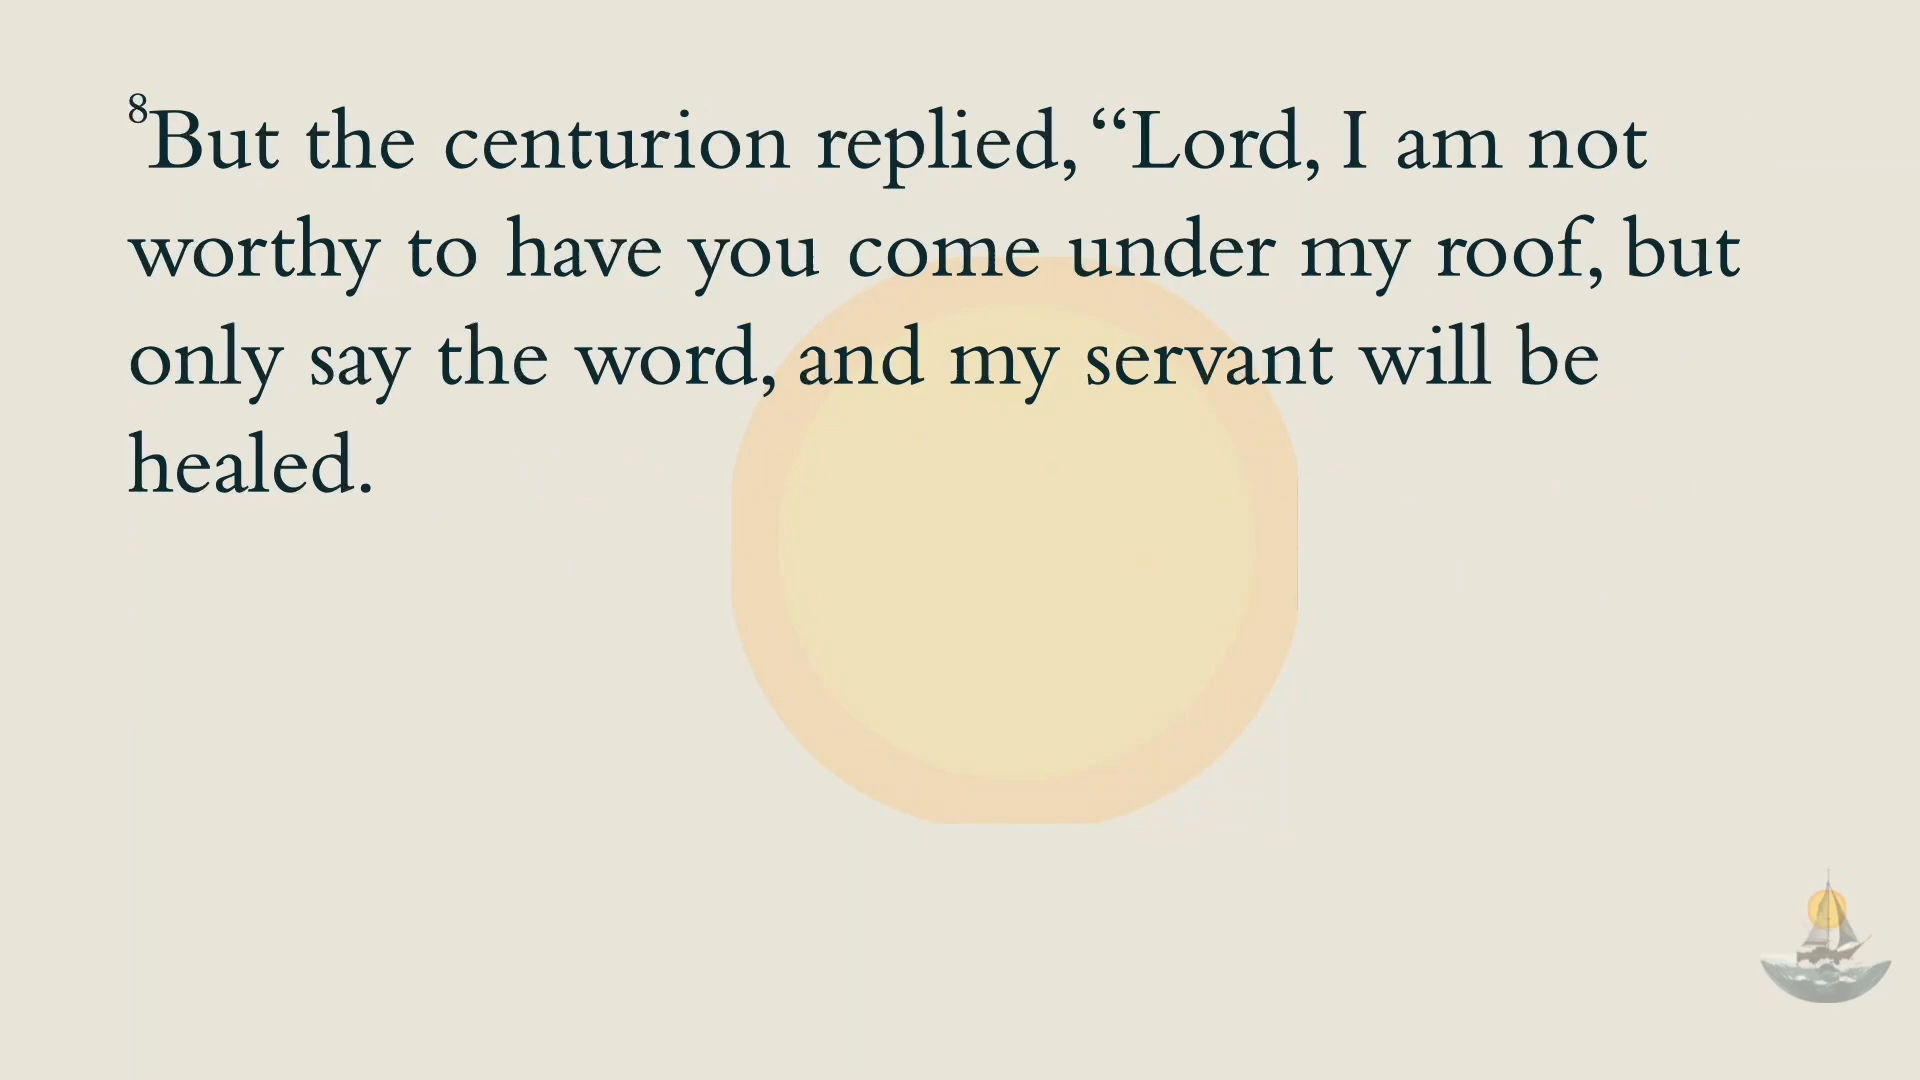 ⁸But the centurion replied, “Lord, I am not
worthy to have you come under my roof, but
only say the word, and my servant will be
healed.